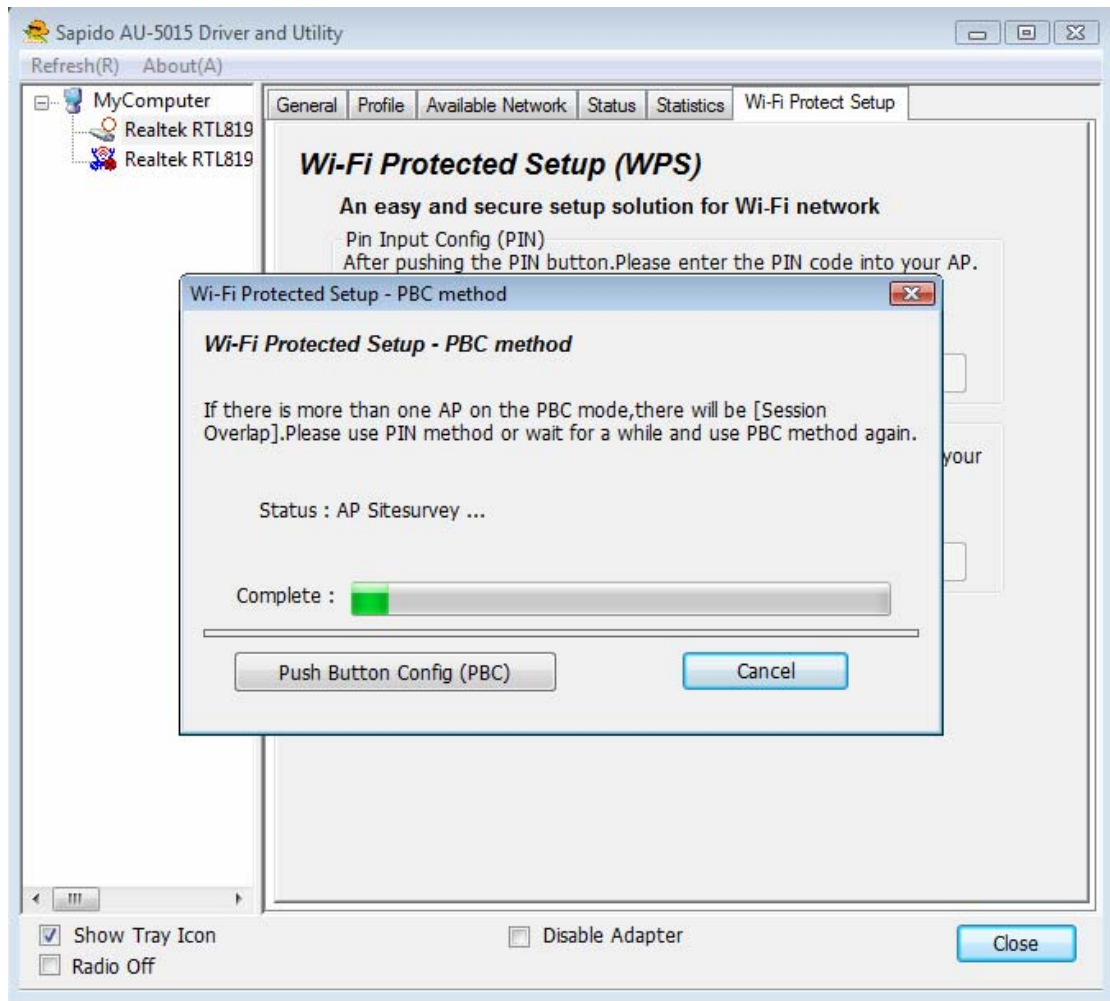 Sapido AU-5015 Driver and Utility
Refresh(R) About(A)
MyComputer
Realtek RTL819
Realtek RTL819
General Profile Available Network Status Statistics Wi-Fi Protect Setup
Wi-Fi Protected Setup (WPS)
An easy and secure setup solution for Wi-Fi network
Pin Input Config (PIN)
After pushing the PIN button.Please enter the PIN code into your AP.
Wi-Fi Protected Setup - PBC method
Wi-Fi Protected Setup - PBC method
If there is more than one AP on the PBC mode,there will be [Session
Overlap].Please use PIN method or wait for a while and use PBC method again.
your
Status : AP Sitesurvey ...
Complete :
Push Button Config (PBC) Cancel
Show Tray Icon Disable Adapter
Radio Off
Close